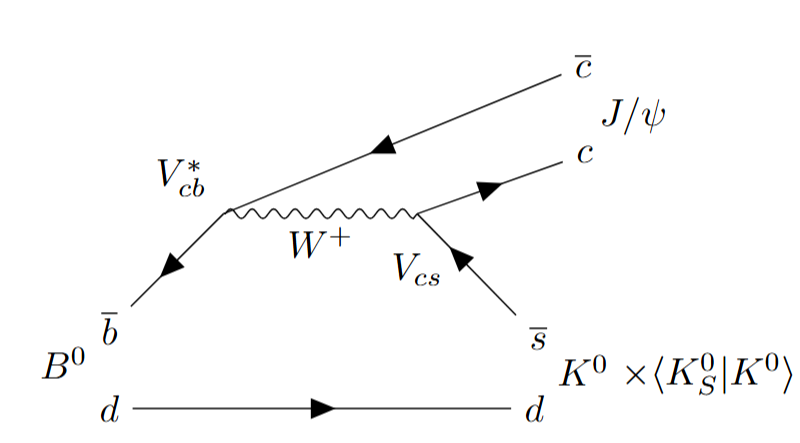 c̅
J/ψ
c
V*cb
W⁺
Vcs
b̅
s̅
B⁰
K⁰ ×⟨K⁰S|K⁰⟩
d
d